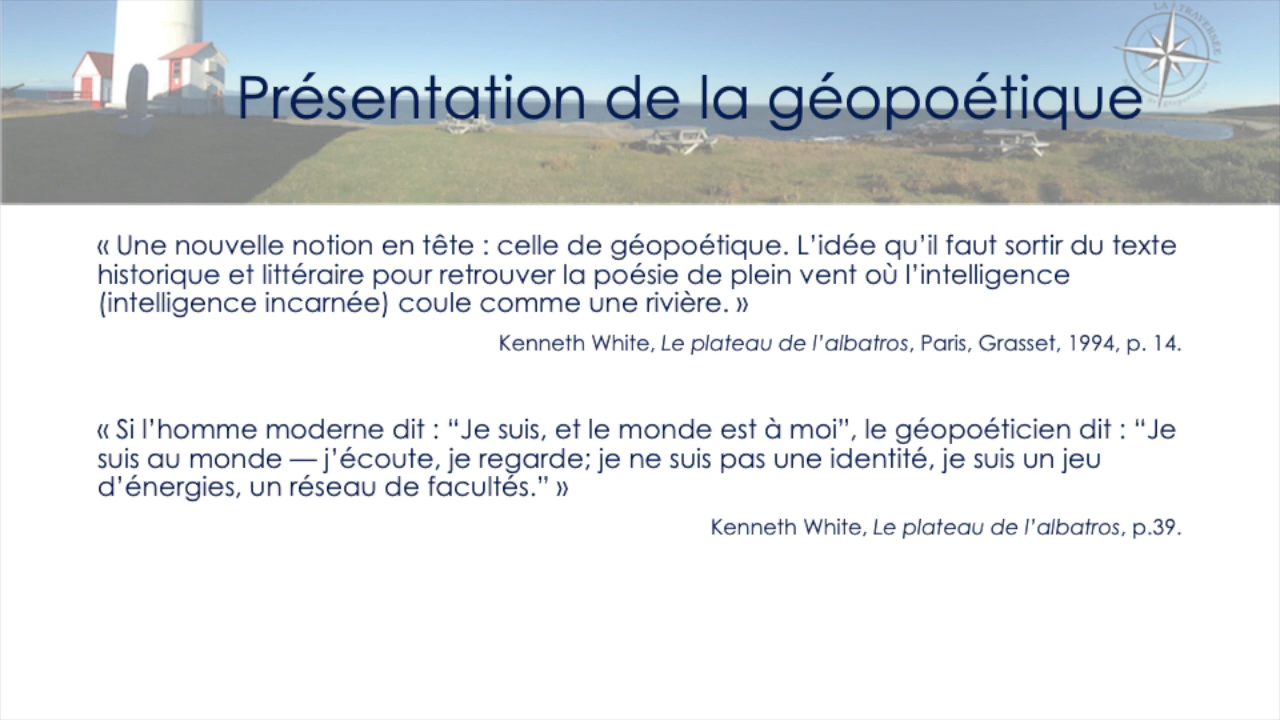 LA TRAVERSÉE
Présentation de la géopoétique
« Une nouvelle notion en tête : celle de géopoétique. L’idée qu’il faut sortir du texte
historique et littéraire pour retrouver la poésie de plein vent où l’intelligence
(intelligence incarnée) coule comme une rivière. »
Kenneth White, Le plateau de l’albatros, Paris, Grasset, 1994, p. 14.
« Si l’homme moderne dit : “Je suis, et le monde est à moi”, le géopoéticien dit : “Je
suis au monde — j’écoute, je regarde; je ne suis pas une identité, je suis un jeu
d’énergies, un réseau de facultés.” »
Kenneth White, Le plateau de l’albatros, p.39.